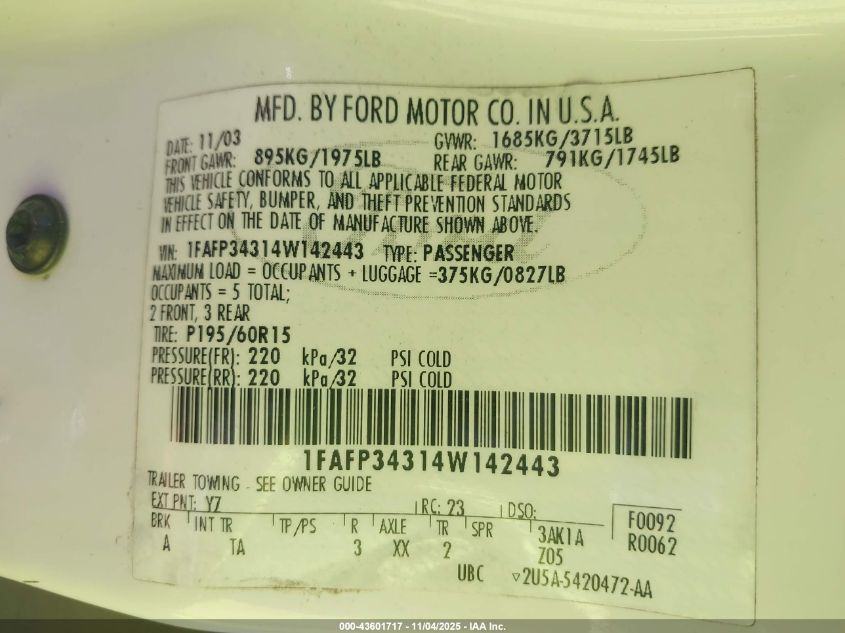 MFD. BY FORD MOTOR CO. IN U.S.A.
DATE: 11/03 GVWR: 1685KG/3715LB
FRONT GAWR: 895KG/1975LB REAR GAWR: 791KG/1745LB
THIS VEHICLE CONFORMS TO ALL APPLICABLE FEDERAL MOTOR
VEHICLE SAFETY, BUMPER, AND THEFT PREVENTION STANDARDS
IN EFFECT ON THE DATE OF MANUFACTURE SHOWN ABOVE.
VIN: 1FAFP34314W142443 TYPE: PASSENGER
MAXIMUM LOAD = OCCUPANTS + LUGGAGE =375KG/0827LB
OCCUPANTS = 5 TOTAL;
2 FRONT, 3 REAR
TIRE: P195/60R15
PRESSURE(FR): 220 kPa/32 PSI COLD
PRESSURE(RR): 220 kPa/32 PSI COLD
1FAFP34314W142443
TRAILER TOWING - SEE OWNER GUIDE
EXT PNT: Y7 RC: 23 DSO: F0092
BRK INT TR TP/PS R AXLE TR SPR 3AK1A R0062
A TA 3 XX 2 Z05
UBC 2U5A-5420472-AA
000-43601717 - 11/04/2025 - IAA Inc.